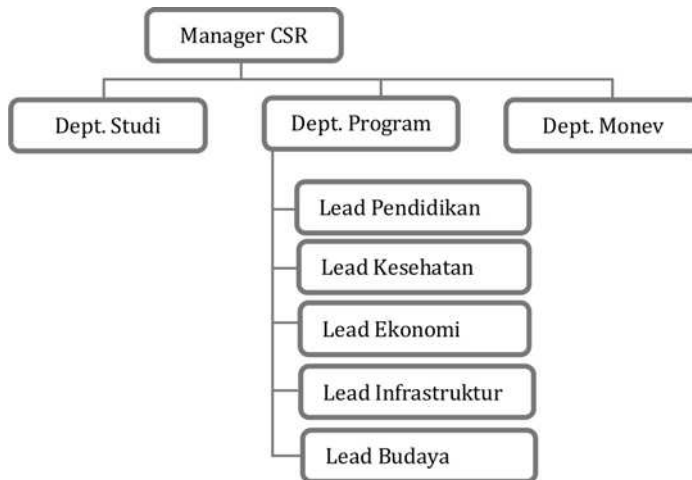 Manager CSR
Dept. Studi
Dept. Program
Dept. Monev
Lead Pendidikan
Lead Kesehatan
Lead Ekonomi
Lead Infrastruktur
Lead Budaya